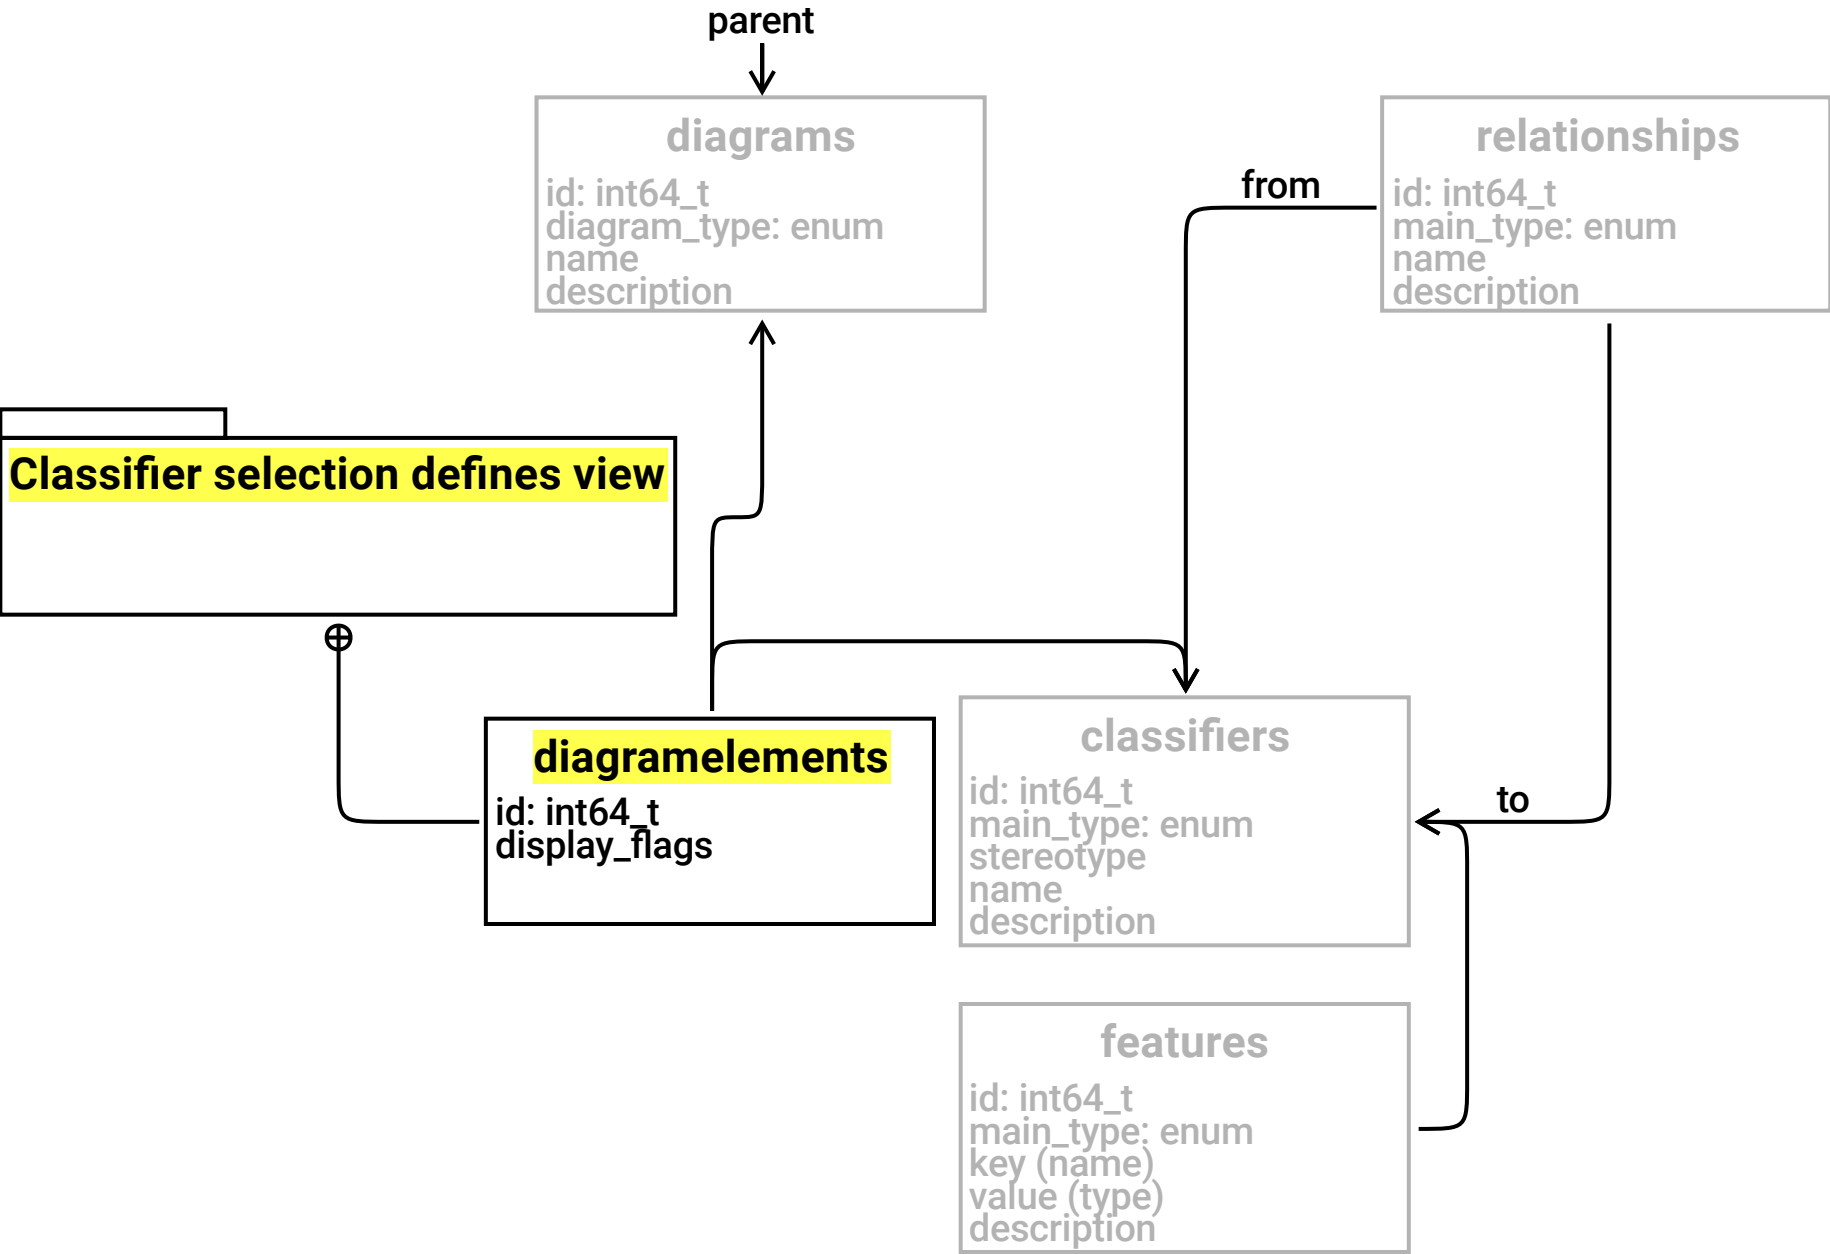 parent
diagrams
id: int64_t
diagram_type: enum
name
description
relationships
id: int64_t
main_type: enum
name
description
from
Classifier selection defines view
diagramelements
id: int64_t
display_flags
classifiers
id: int64_t
main_type: enum
stereotype
name
description
to
features
id: int64_t
main_type: enum
key (name)
value (type)
description